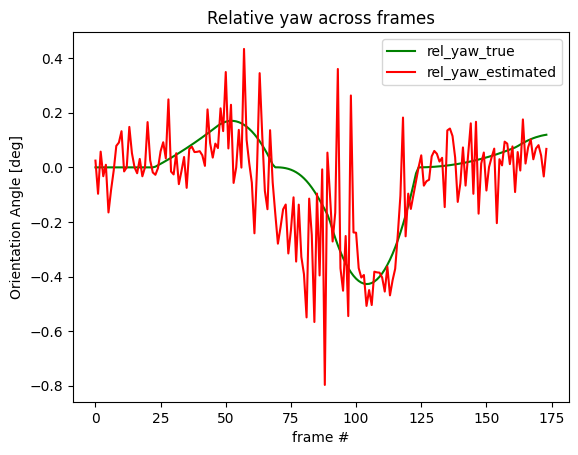 Relative yaw across frames
rel_yaw_true
rel_yaw_estimated
Orientation Angle [deg]
0.4
0.2
0.0
−0.2
−0.4
−0.6
−0.8
0 25 50 75 100 125 150 175
frame #